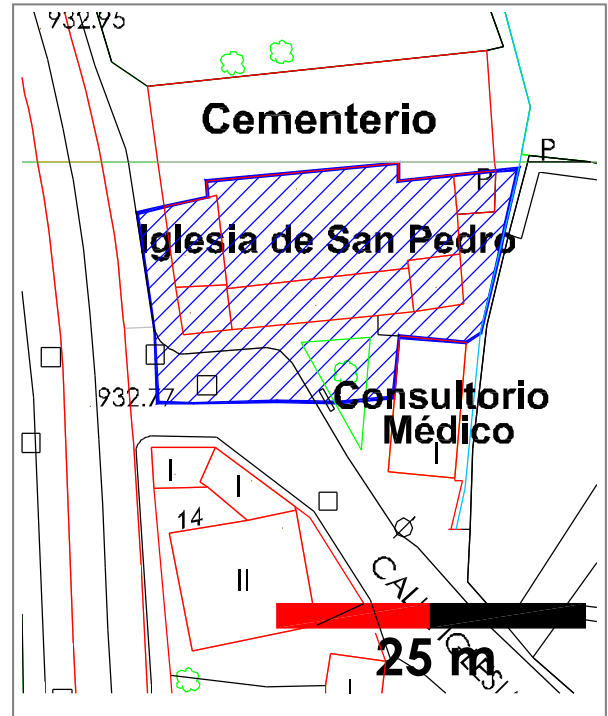 932.95
Cementerio
P
P
Iglesia de San Pedro
932.77
Consultorio
Médico
I
I
I
14
II
25 m
I